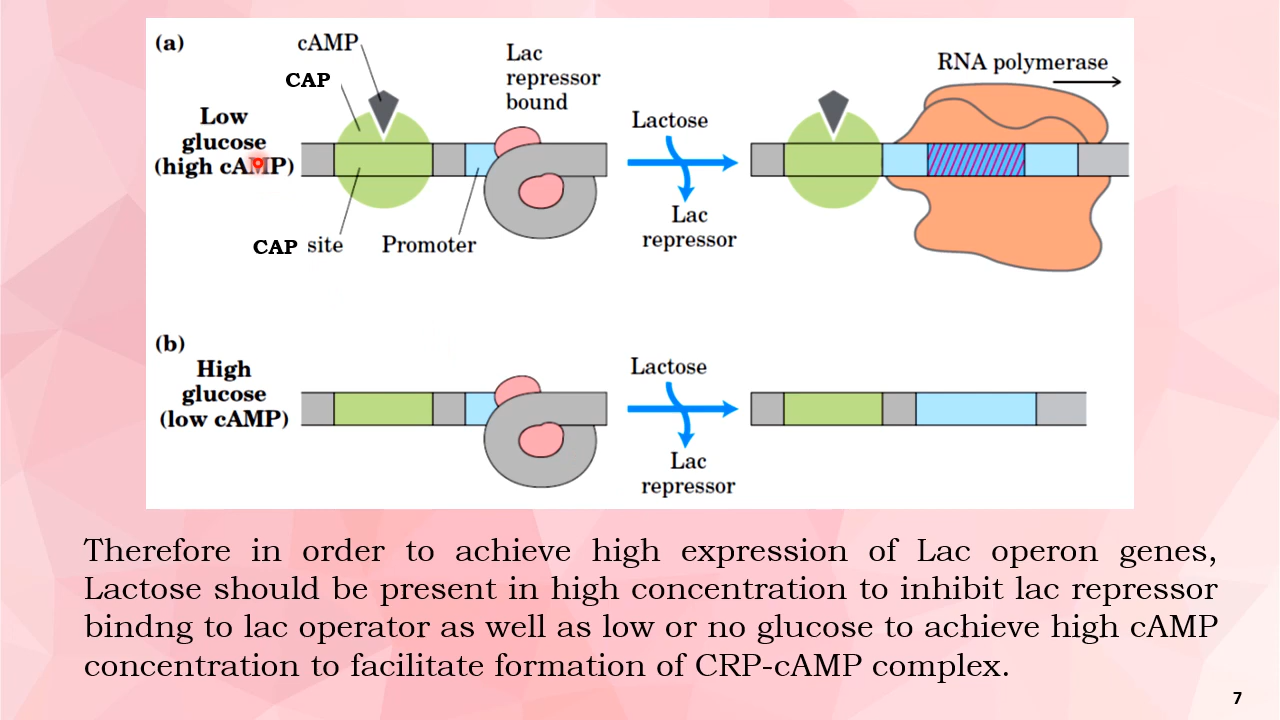 (a)
cAMP
CAP
Lac
repressor
bound
Low
glucose
(high cAMP)
CAP site
Promoter
Lactose
Lac
repressor
RNA polymerase
(b)
High
glucose
(low cAMP)
Lactose
Lac
repressor
Therefore in order to achieve high expression of Lac operon genes,
Lactose should be present in high concentration to inhibit lac repressor
bindng to lac operator as well as low or no glucose to achieve high cAMP
concentration to facilitate formation of CRP-cAMP complex.
7